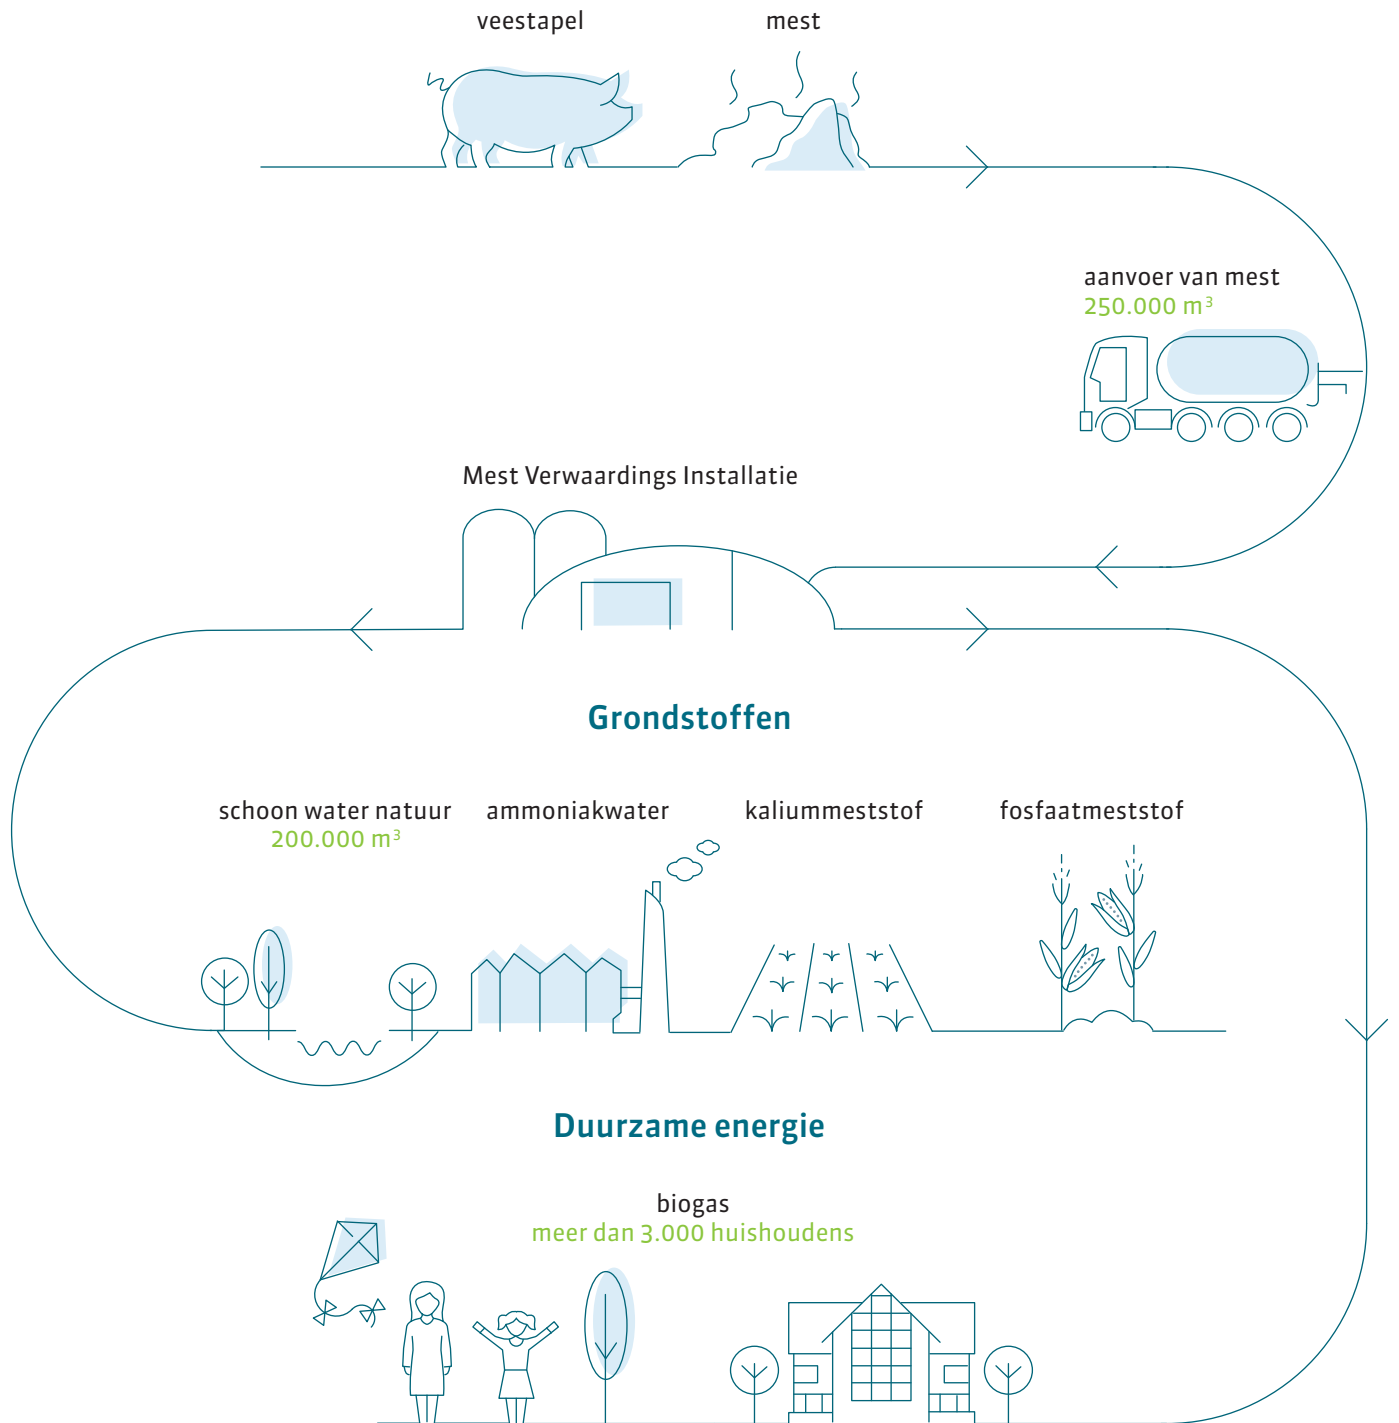 veestapel
mest
aanvoer van mest
250.000 m³
Mest Verwaardings Installatie
Grondstoffen
schoon water natuur
200.000 m³
ammoniakwater
kaliummeststof
fosfaatmeststof
Duurzame energie
biogas
meer dan 3.000 huishoudens